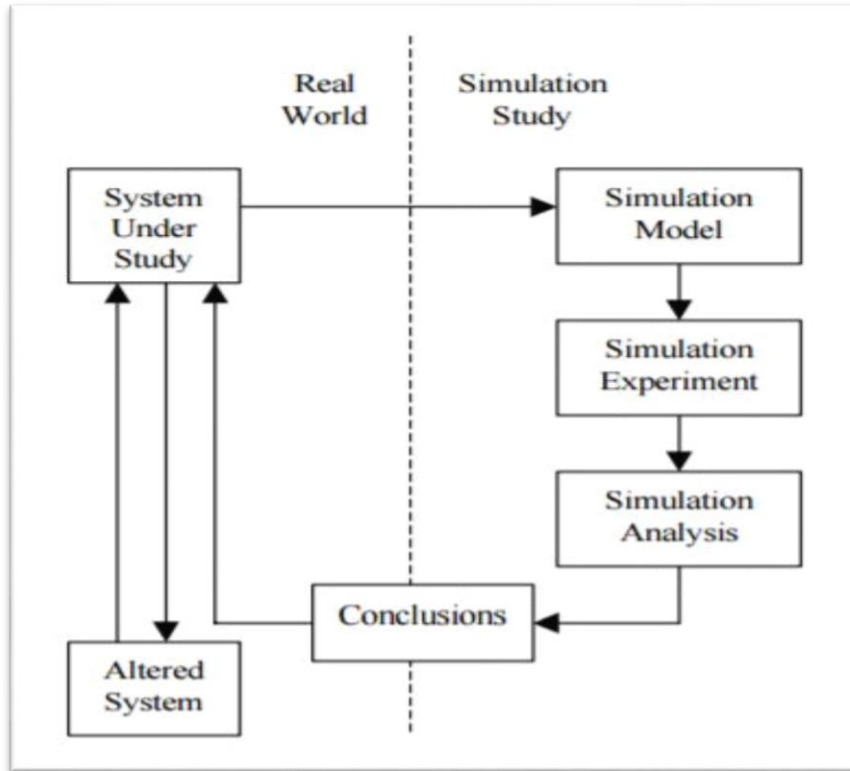 Real
World
Simulation
Study
System
Under
Study
Simulation
Model
Simulation
Experiment
Simulation
Analysis
Conclusions
Altered
System